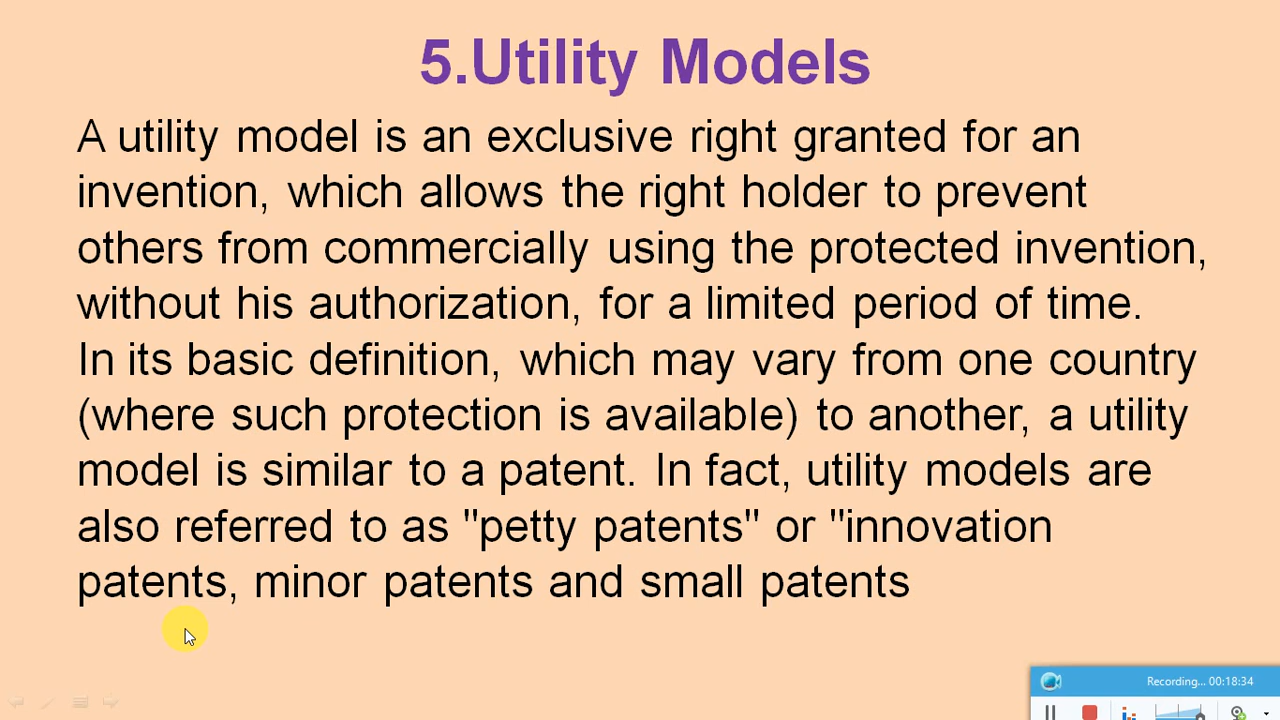 5.Utility Models
A utility model is an exclusive right granted for an
invention, which allows the right holder to prevent
others from commercially using the protected invention,
without his authorization, for a limited period of time.
In its basic definition, which may vary from one country
(where such protection is available) to another, a utility
model is similar to a patent. In fact, utility models are
also referred to as "petty patents" or "innovation
patents, minor patents and small patents
Recording... 00:18:34